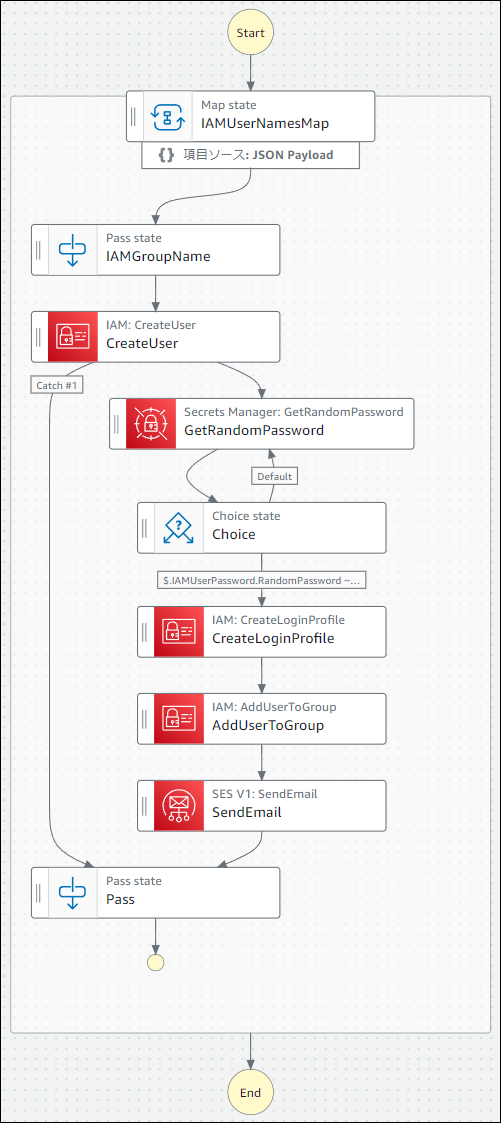 Start
Map state
IAMUserNamesMap
{} 項目ソース: JSON Payload
Pass state
IAMGroupName
IAM: CreateUser
CreateUser
Catch #1
Secrets Manager: GetRandomPassword
GetRandomPassword
Default
Choice state
?
Choice
$.IAMUserPassword.RandomPassword ~...
IAM: CreateLoginProfile
CreateLoginProfile
IAM: AddUserToGroup
AddUserToGroup
SES V1: SendEmail
SendEmail
Pass state
Pass
End